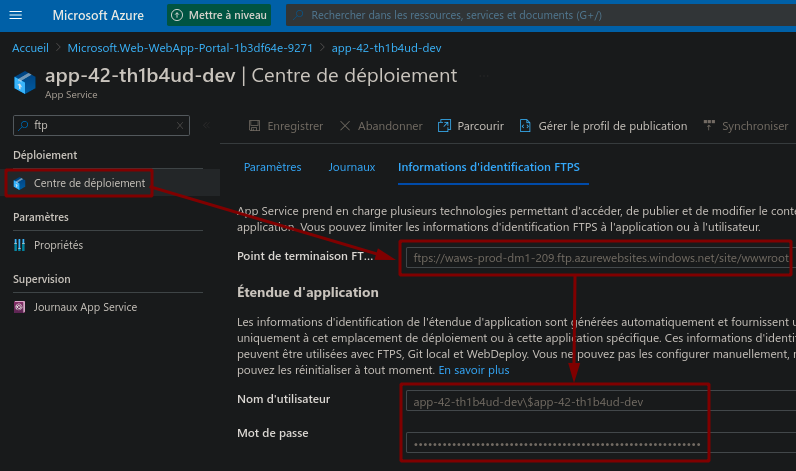 Microsoft Azure
Mettre à niveau
Rechercher dans les ressources, services et documents (G+/)
Accueil > Microsoft.Web-WebApp-Portal-1b3df64e-9271 > app-42-th1b4ud-dev
app-42-th1b4ud-dev | Centre de déploiement ...
App Service
ftp
Enregistrer
Abandonner
Parcourir
Gérer le profil de publication
Synchroniser
Déploiement
Centre de déploiement
Paramètres
Propriétés
Supervision
Journaux App Service
Paramètres
Journaux
Informations d'identification FTPS
App Service prend en charge plusieurs technologies permettant d'accéder, de publier et de modifier le conte
application. Vous pouvez limiter les informations d'identification FTPS à l'application ou à l'utilisateur.
Point de terminaison FT...
ftps://waws-prod-dm1-209.ftp.azurewebsites.windows.net/site/wwwroot
Étendue d'application
Les informations d'identification de l'étendue d'application sont générées automatiquement et fournissent u
uniquement à cet emplacement de déploiement ou à cette application spécifique. Ces informations d'identif
peuvent être utilisées avec FTPS, Git local et WebDeploy. Vous ne pouvez pas les configurer manuellement, m
pouvez les réinitialiser à tout moment. En savoir plus
Nom d'utilisateur
app-42-th1b4ud-dev\$app-42-th1b4ud-dev
Mot de passe